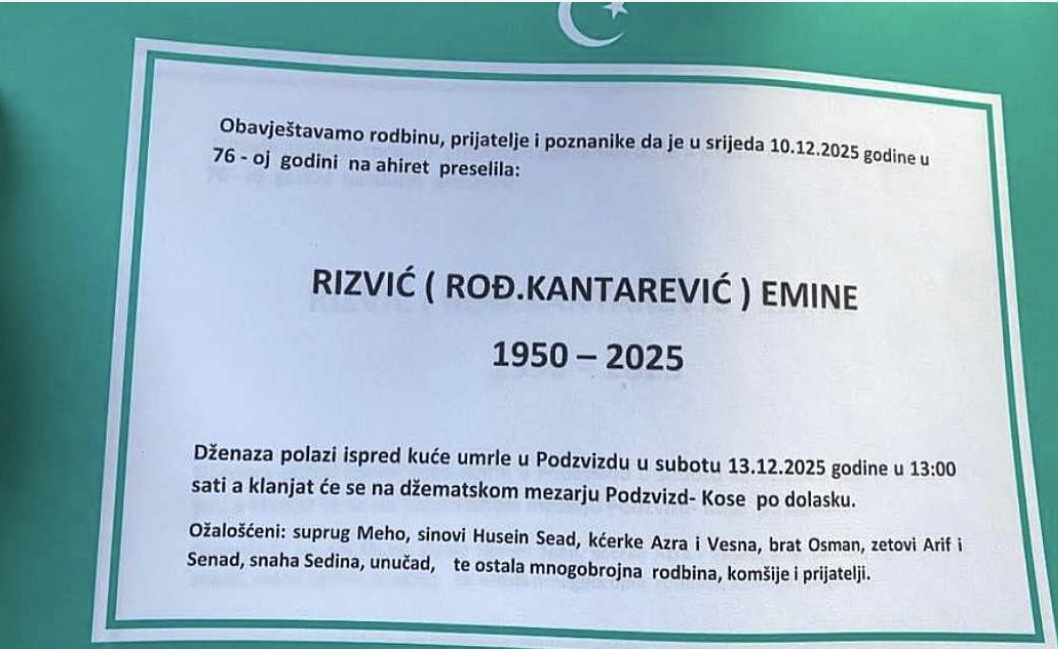 Obavještavamo rodbinu, prijatelje i poznanike da je u srijeda 10.12.2025 godine u
76 - oj godini na ahiret preselila:
RIZVIĆ ( ROĐ.KANTAREVIĆ ) EMINE
1950 – 2025
Dženaza polazi ispred kuće umrle u Podzvizdu u subotu 13.12.2025 godine u 13:00
sati a klanjat će se na džematskom mezarju Podzvizd- Kose po dolasku.
Ožalošćeni: suprug Meho, sinovi Husein Sead, kćerke Azra i Vesna, brat Osman, zetovi Arif i
Senad, snaha Sedina, unučad, te ostala mnogobrojna rodbina, komšije i prijatelji.